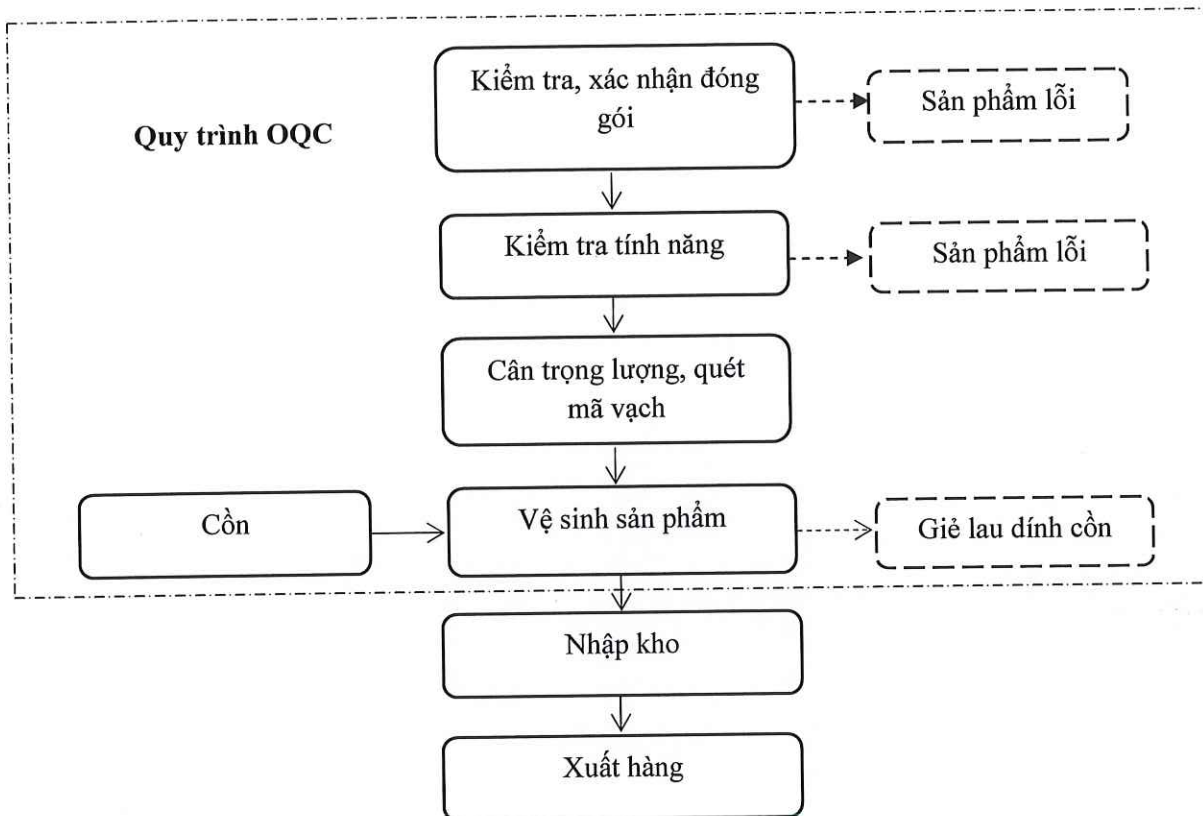 Kiểm tra, xác nhận đóng
gói
Sản phẩm lỗi
Quy trình OQC
Kiểm tra tính năng
Sản phẩm lỗi
Cân trọng lượng, quét
mã vạch
Cồn
Vệ sinh sản phẩm
Giẻ lau dính cồn
Nhập kho
Xuất hàng